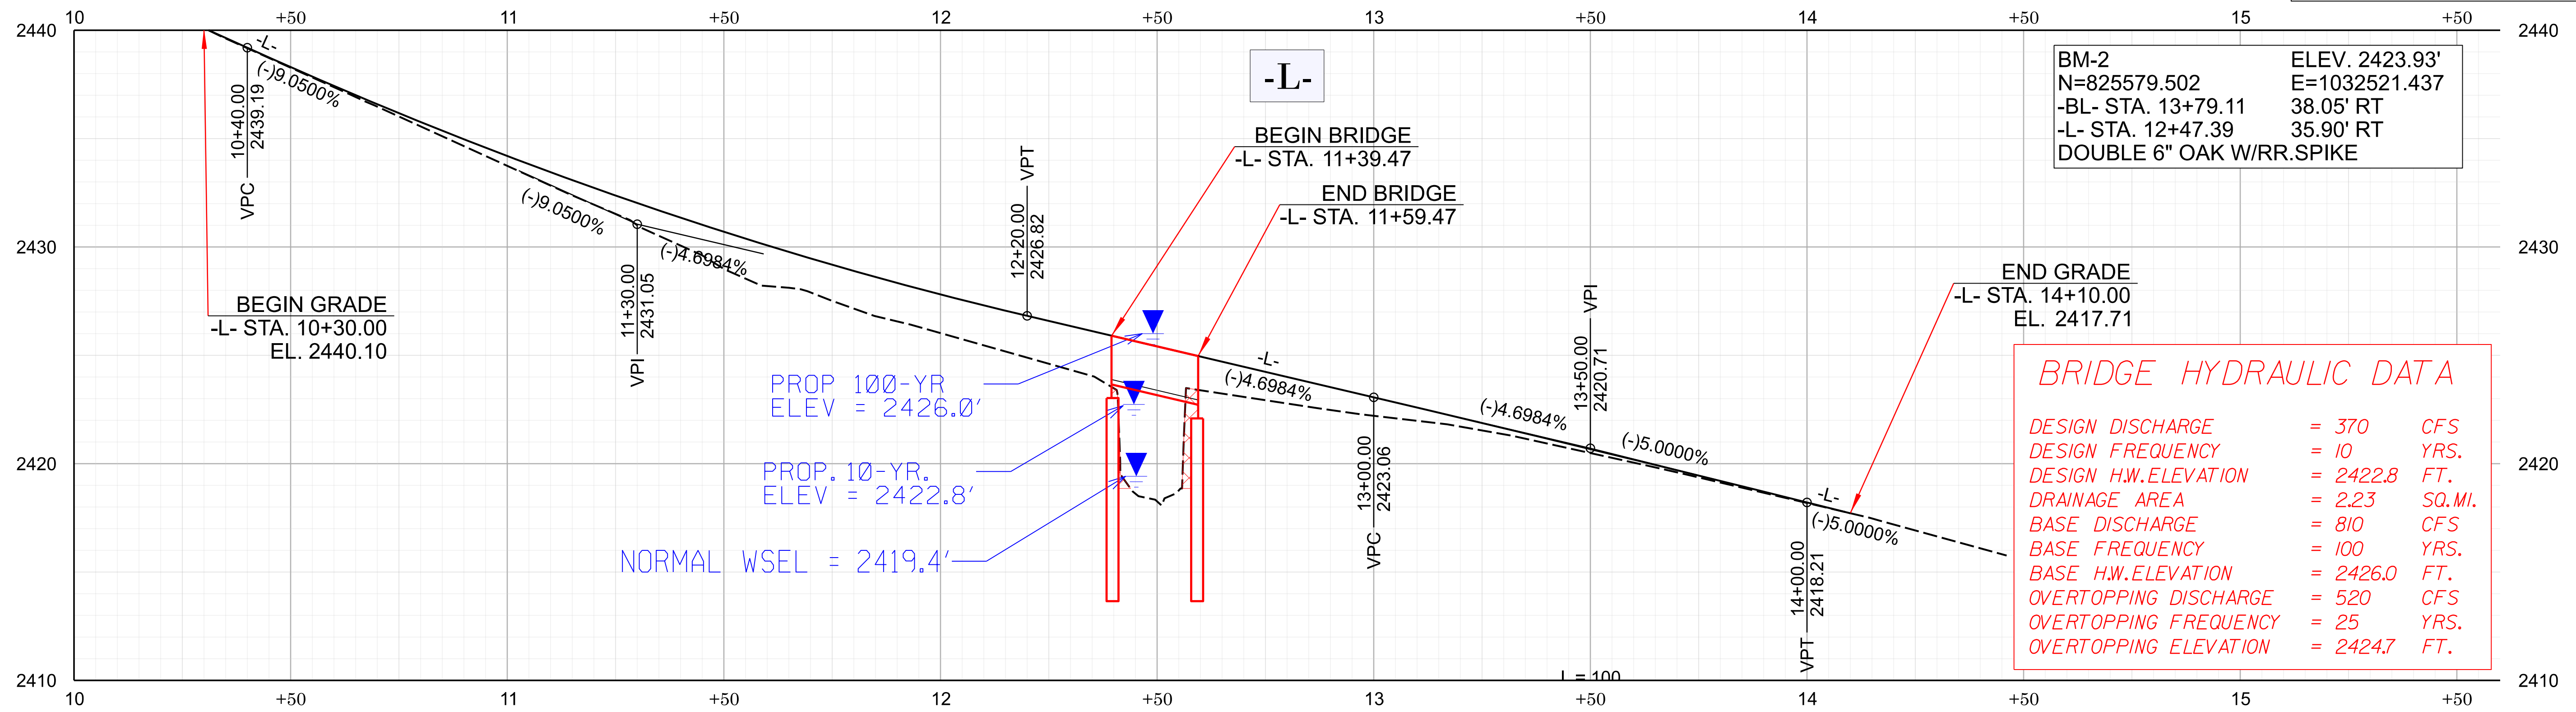 10 +50 11 +50 12 +50 13 +50 14 +50 15 +50
2440 2440
2430 2430
2420 2420
2410 2410
-L-
(-)9.0500%
10+40.00
2439.19
VPC
BEGIN GRADE
-L- STA. 10+30.00
EL. 2440.10
(-)9.0500%
11+30.00
2431.05
VPI
(-)4.6984%
VPT
12+20.00
2426.82
-L-
BEGIN BRIDGE
-L- STA. 11+39.47
END BRIDGE
-L- STA. 11+59.47
PROP 100-YR
ELEV = 2426.0'
PROP. 10-YR.
ELEV = 2422.8'
NORMAL WSEL = 2419.4'
-L-
(-)4.6984%
13+00.00
2423.06
VPC
(-)4.6984%
VPI
13+50.00
2420.71
(-)5.0000%
-L-
(-)5.0000%
14+00.00
2418.21
VPT
END GRADE
-L- STA. 14+10.00
EL. 2417.71
BM-2 ELEV. 2423.93'
N=825579.502 E=1032521.437
-BL- STA. 13+79.11 38.05' RT
-L- STA. 12+47.39 35.90' RT
DOUBLE 6" OAK W/RR.SPIKE
BRIDGE HYDRAULIC DATA
DESIGN DISCHARGE = 370 CFS
DESIGN FREQUENCY = 10 YRS.
DESIGN H.W.ELEVATION = 2422.8 FT.
DRAINAGE AREA = 2.23 SQ.MI.
BASE DISCHARGE = 810 CFS
BASE FREQUENCY = 100 YRS.
BASE H.W.ELEVATION = 2426.0 FT.
OVERTOPPING DISCHARGE = 520 CFS
OVERTOPPING FREQUENCY = 25 YRS.
OVERTOPPING ELEVATION = 2424.7 FT.
L = 100
10 +50 11 +50 12 +50 13 +50 14 +50 15 +50